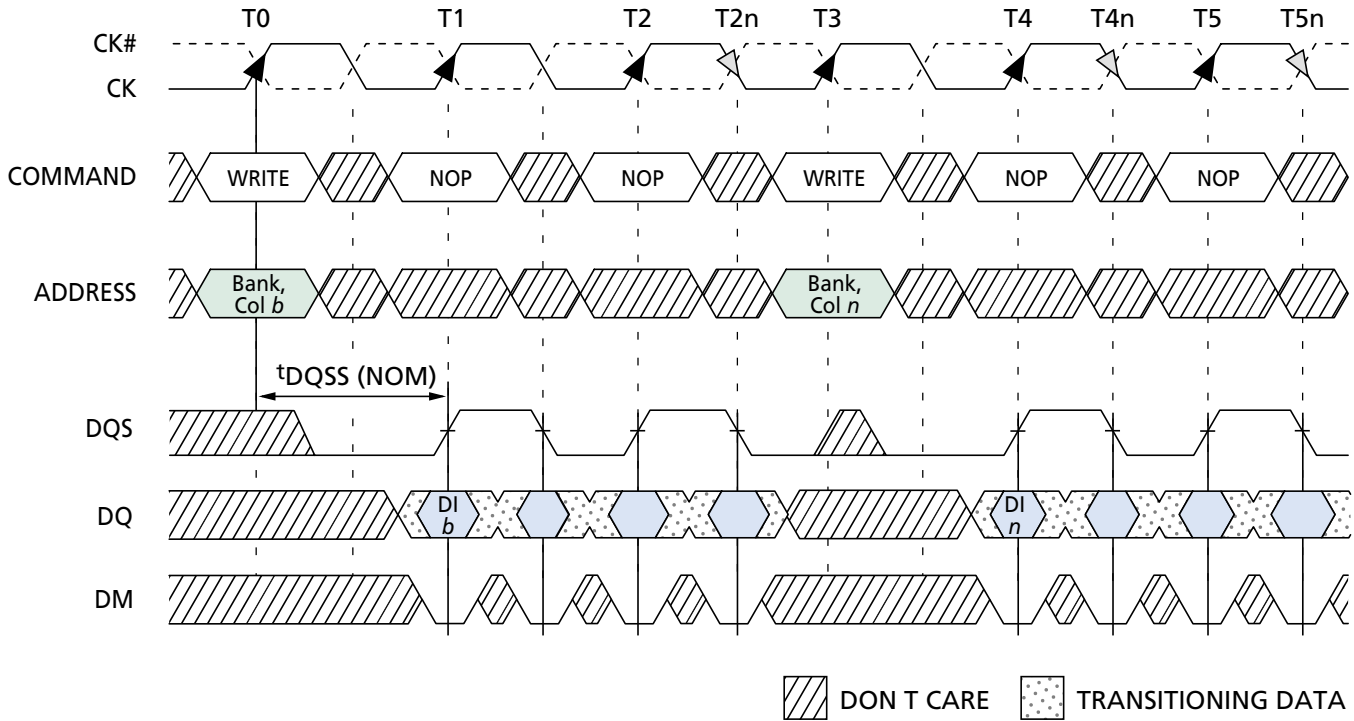 T0 T1 T2 T2n T3 T4 T4n T5 T5n
CK#
CK
COMMAND WRITE NOP NOP WRITE NOP NOP
ADDRESS Bank, Col b Bank, Col n
tDQSS (NOM)
DQS
DQ DI b DI n
DM
DON T CARE TRANSITIONING DATA